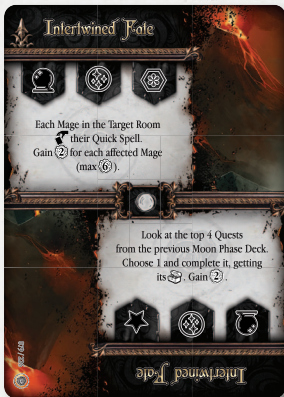 Intertwined Fate
Each Mage in the Target Room
their Quick Spell.
Gain 2 for each affected Mage
(max 6).
Look at the top 4 Quests
from the previous Moon Phase Deck.
Choose 1 and complete it, getting
its . Gain 2 .
Intertwined Fate